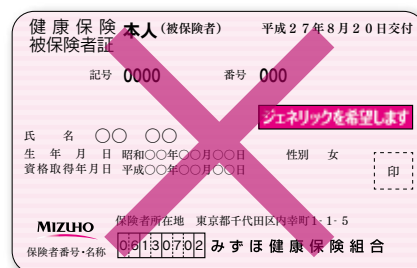 健康保険 本人(被保険者) 平成27年8月20日交付
被保険者証
記号 0000 番号 000
ジェネリックを希望します
氏 名 ○○ ○○
生年月日 昭和○○年○○月○○日 性別 女
資格取得年月日 平成○○年○○月○○日
印
MIZUHO 保険者所在地 東京都千代田区内幸町1-1-5
保険者番号・名称 06130702 みずほ健康保険組合